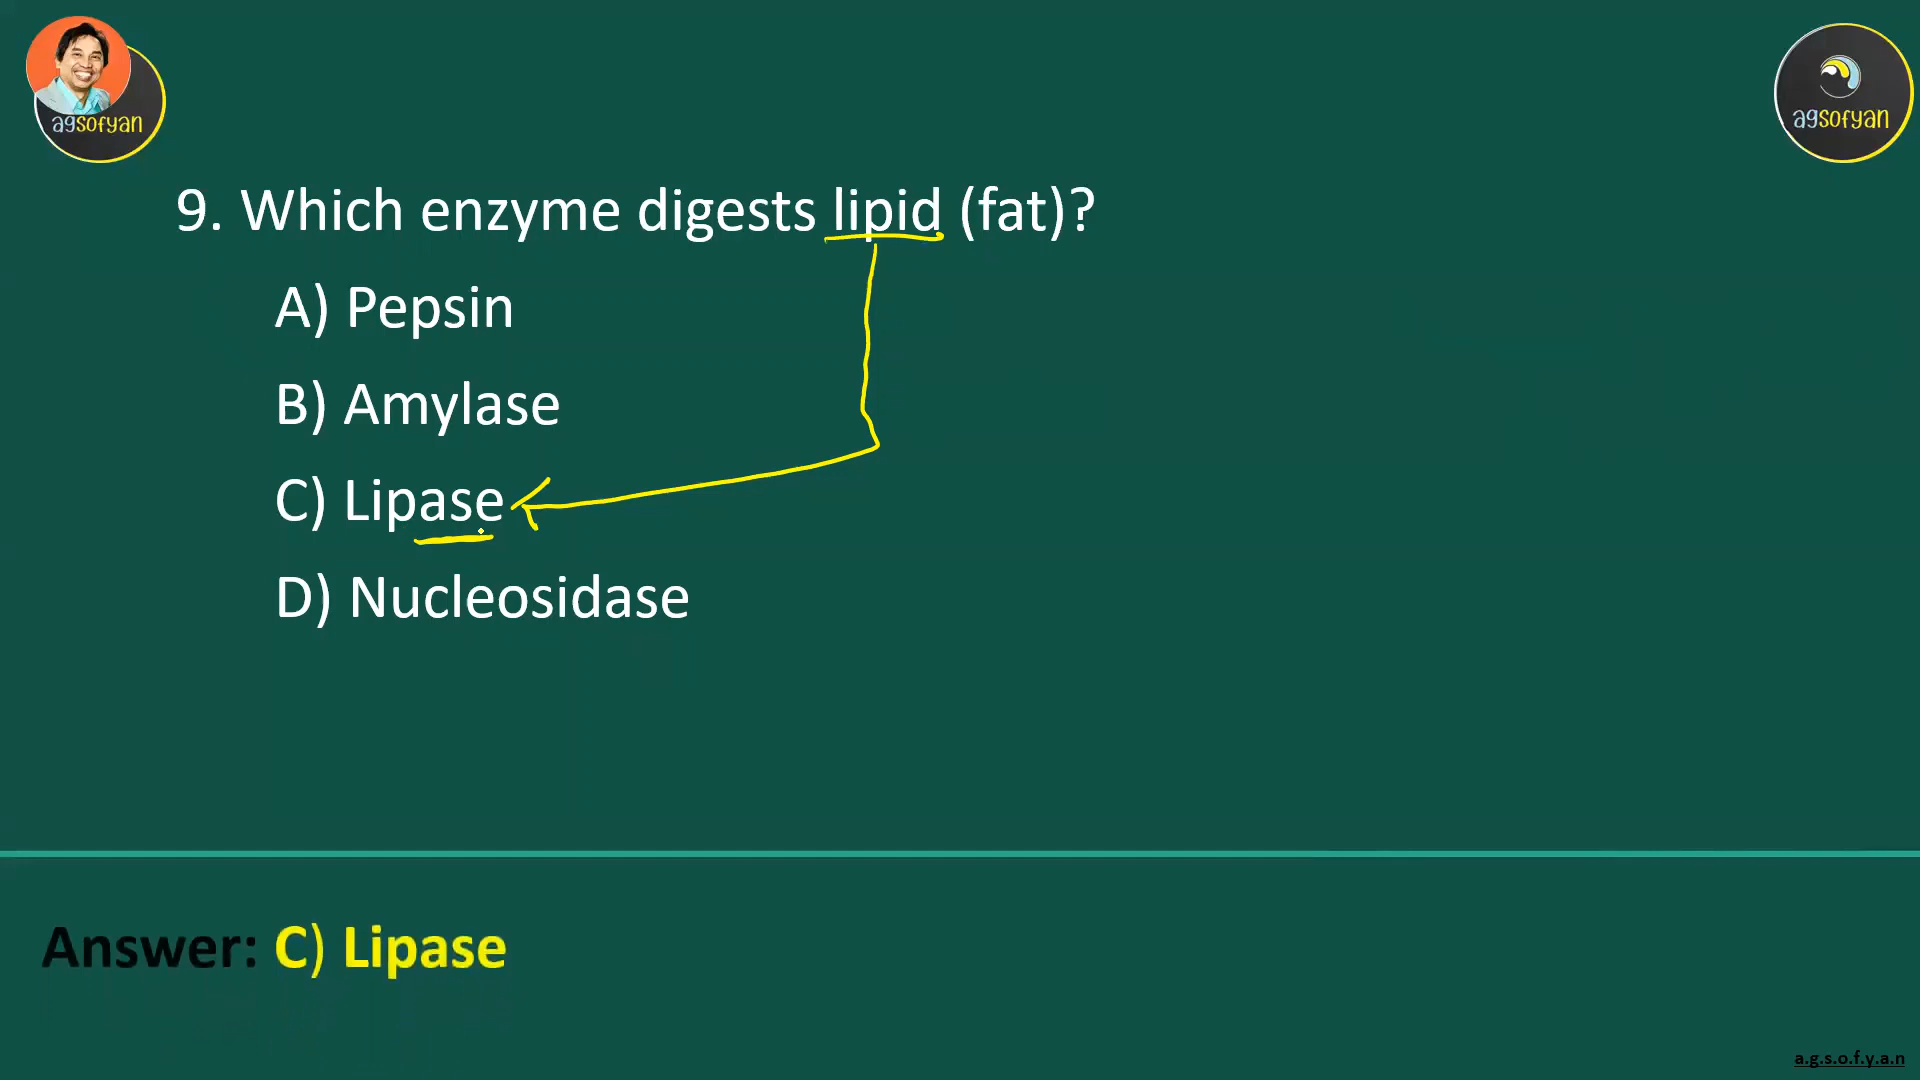 agsofyan
agsofyan
9. Which enzyme digests lipid (fat)?
A) Pepsin
B) Amylase
C) Lipase
D) Nucleosidase
Answer: C) Lipase
a.g.s.o.f.y.a.n